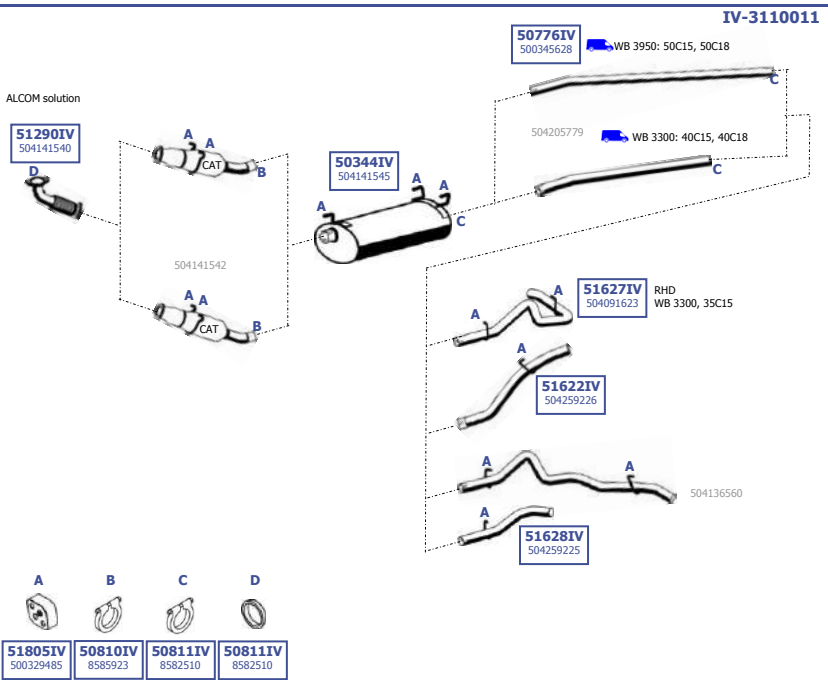 IV-3110011
50776IV
500345628
WB 3950: 50C15, 50C18
C
ALCOM solution
51290IV
504141540
D
A
A
CAT
B
504205779
WB 3300: 40C15, 40C18
C
50344IV
504141545
A
A
A
C
504141542
A
A
CAT
B
A
A
51627IV
504091623
RHD
WB 3300, 35C15
A
51622IV
504259226
A
A
504136560
A
51628IV
504259225
A B C D
51805IV 50810IV 50811IV 50811IV
500329485 8585923 8582510 8582510